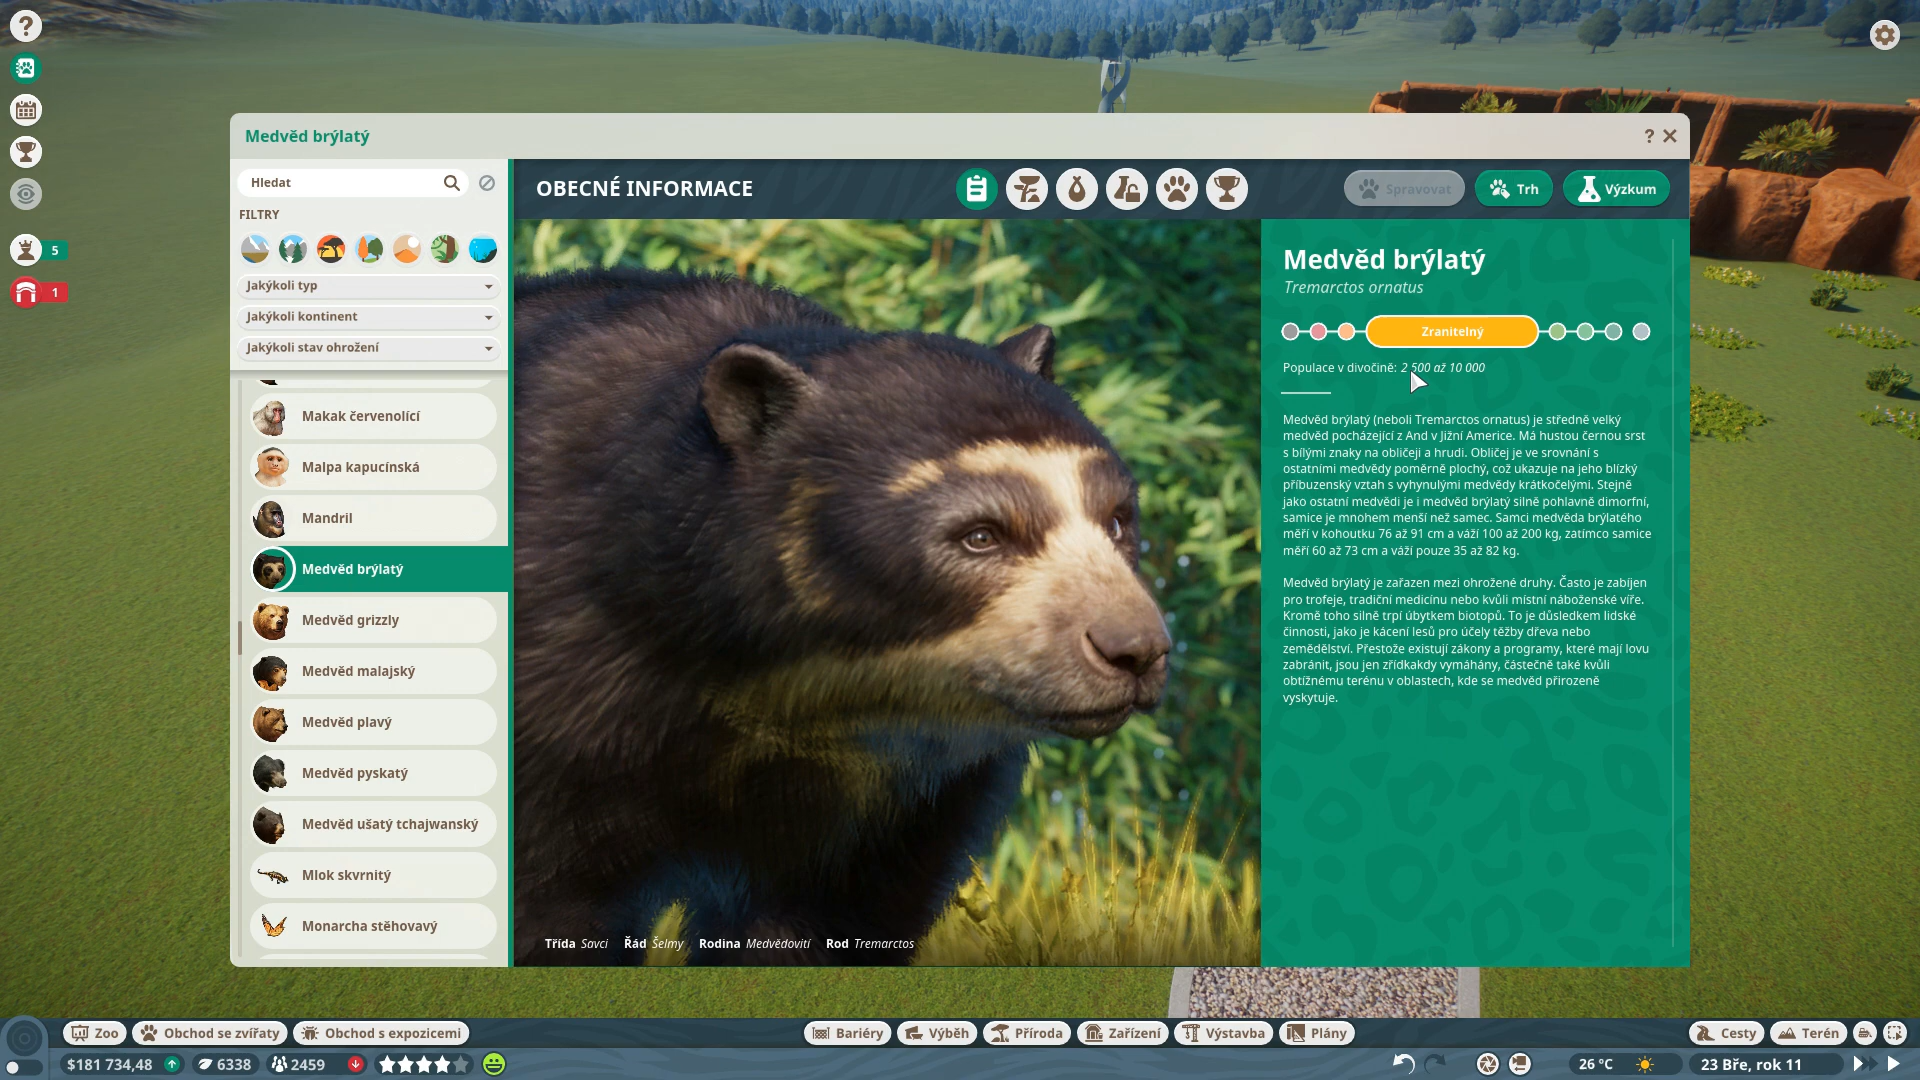 Medvěd brýlatý
?
Hledat
FILTRY
Jakýkoli typ
Jakýkoli kontinent
Jakýkoli stav ohrožení
Makak červenolící
Malpa kapucínská
Mandril
Medvěd brýlatý
Medvěd grizzly
Medvěd malajský
Medvěd plavý
Medvěd pyskatý
Medvěd ušatý tchajwanský
Mlok skvrnitý
Monarcha stěhovavý
5
1
OBECNÉ INFORMACE
Spravovat
Trh
Výzkum
Medvěd brýlatý
Tremarctos ornatus
Zranitelný
Populace v divočině: 2 500 až 10 000
Medvěd brýlatý (neboli Tremarctos ornatus) je středně velký
medvěd pocházející z And v Jižní Americe. Má hustou černou srst
s bílými znaky na obličeji a hrudi. Obličej je ve srovnání s
ostatními medvědy poměrně plochý, což ukazuje na jeho blízký
příbuzenský vztah s vyhynulými medvědy krátkočelými. Stejně
jako ostatní medvědi je i medvěd brýlatý silně pohlavně dimorfní,
samice je mnohem menší než samec. Samci medvěda brýlatého
měří v kohoutku 76 až 91 cm a váží 100 až 200 kg, zatímco samice
měří 60 až 73 cm a váží pouze 35 až 82 kg.
Medvěd brýlatý je zařazen mezi ohrožené druhy. Často je zabíjen
pro trofeje, tradiční medicínu nebo kvůli místní náboženské víře.
Kromě toho silně trpí úbytkem biotopů. To je důsledkem lidské
činnosti, jako je kácení lesů pro účely těžby dřeva nebo
zemědělství. Přestože existují zákony a programy, které mají lovu
zabránit, jsou jen zřídkakdy vymáhány, částečně také kvůli
obtížnému terénu v oblastech, kde se medvěd přirozeně
vyskytuje.
Třída Savci Řád Šelmy Rodina Medvědovití Rod Tremarctos
Zoo
Obchod se zvířaty
Obchod s expozicemi
Bariéry
Výběh
Příroda
Zařízení
Výstavba
Plány
Cesty
Terén
$181 734,48
6338
2459
26 °C
23 Bře, rok 11